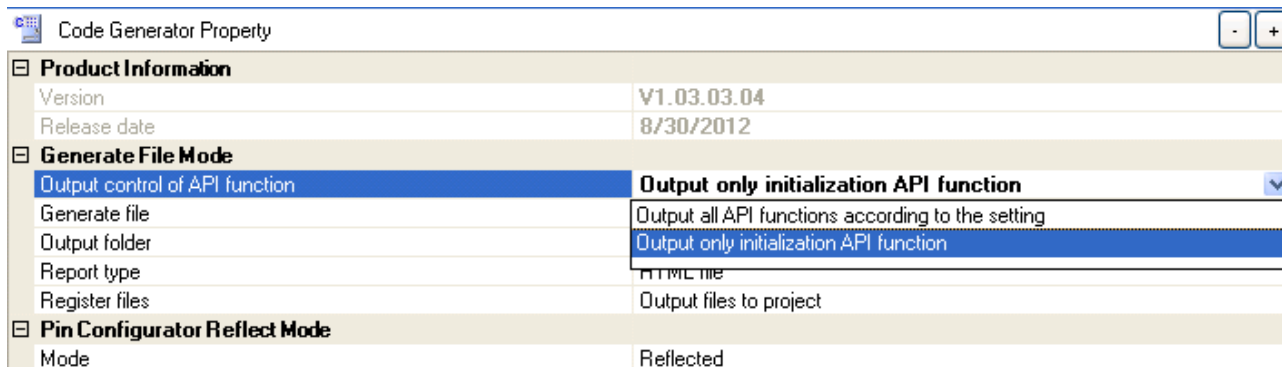 Code Generator Property - +
Product Information
Version V1.03.03.04
Release date 8/30/2012
Generate File Mode
Output control of API function Output only initialization API function
Generate file Output all API functions according to the setting
Output folder Output only initialization API function
Report type HTML file
Register files Output files to project
Pin Configurator Reflect Mode
Mode Reflected